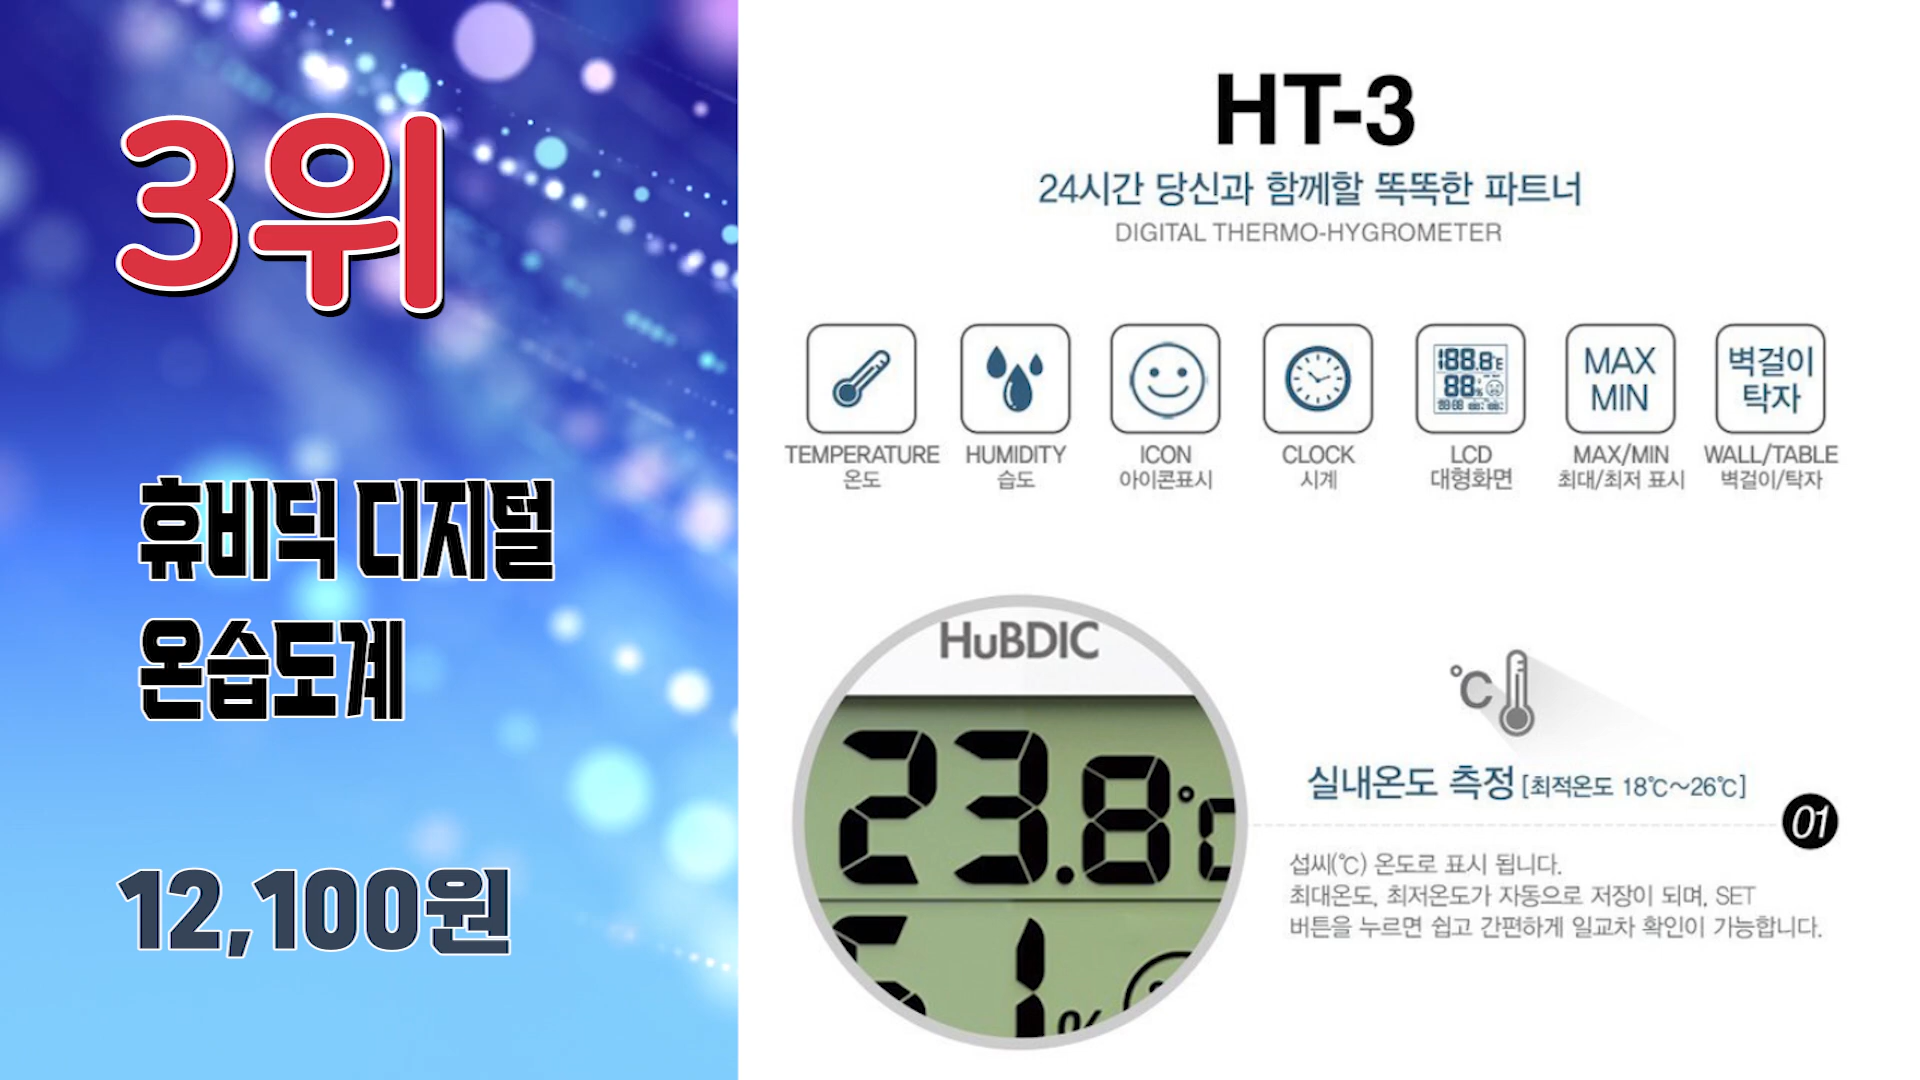 3위
휴비딕 디지털
온습도계
12,100원
HT-3
24시간 당신과 함께할 똑똑한 파트너
DIGITAL THERMO-HYGROMETER
188.8℃
88%
MAX
MIN
벽걸이
탁자
TEMPERATURE HUMIDITY ICON CLOCK LCD MAX/MIN WALL/TABLE
온도 습도 아이콘표시 시계 대형화면 최대/최저 표시 벽걸이/탁자
HuBDIC
23.8℃
61%
℃
실내온도 측정 [최적온도 18℃~26℃]
01
섭씨(℃) 온도로 표시 됩니다.
최대온도, 최저온도가 자동으로 저장이 되며, SET
버튼을 누르면 쉽고 간편하게 일교차 확인이 가능합니다.